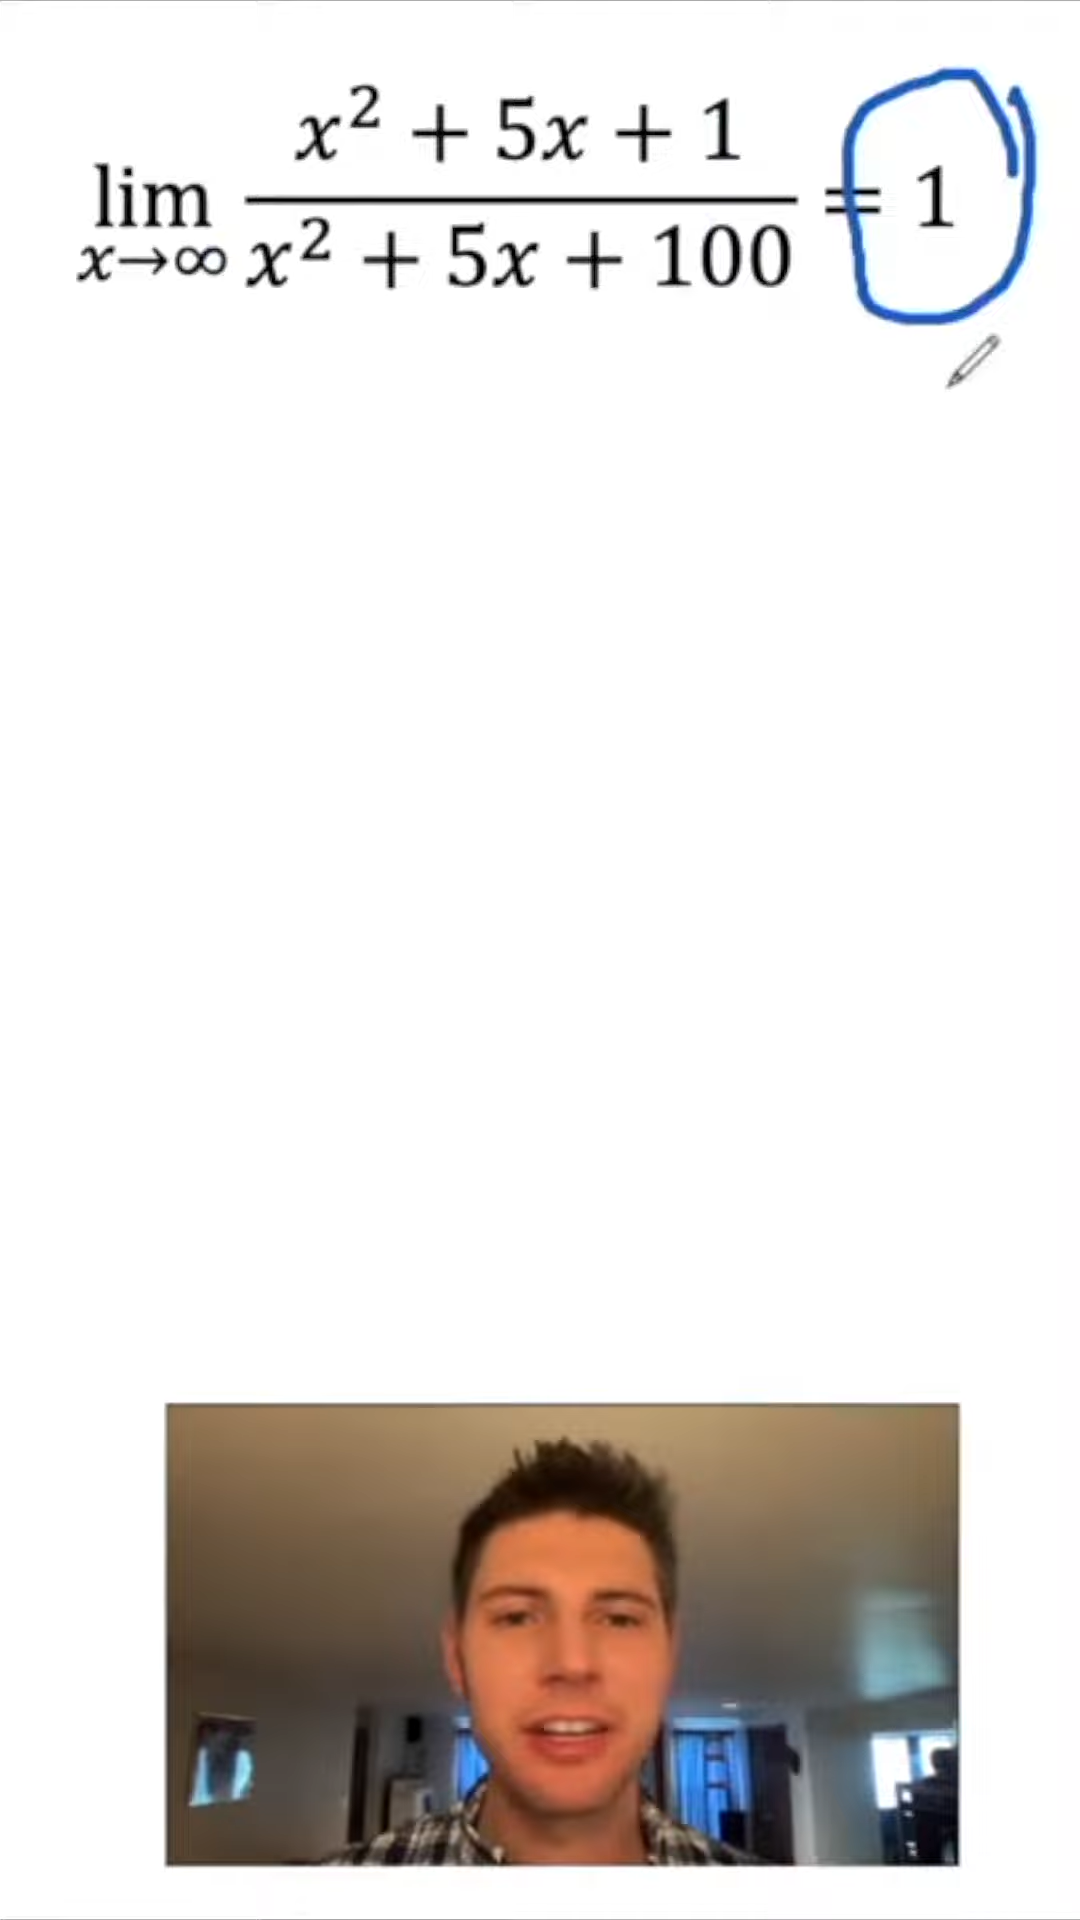 lim x→∞ x² + 5x + 1 / x² + 5x + 100 = 1